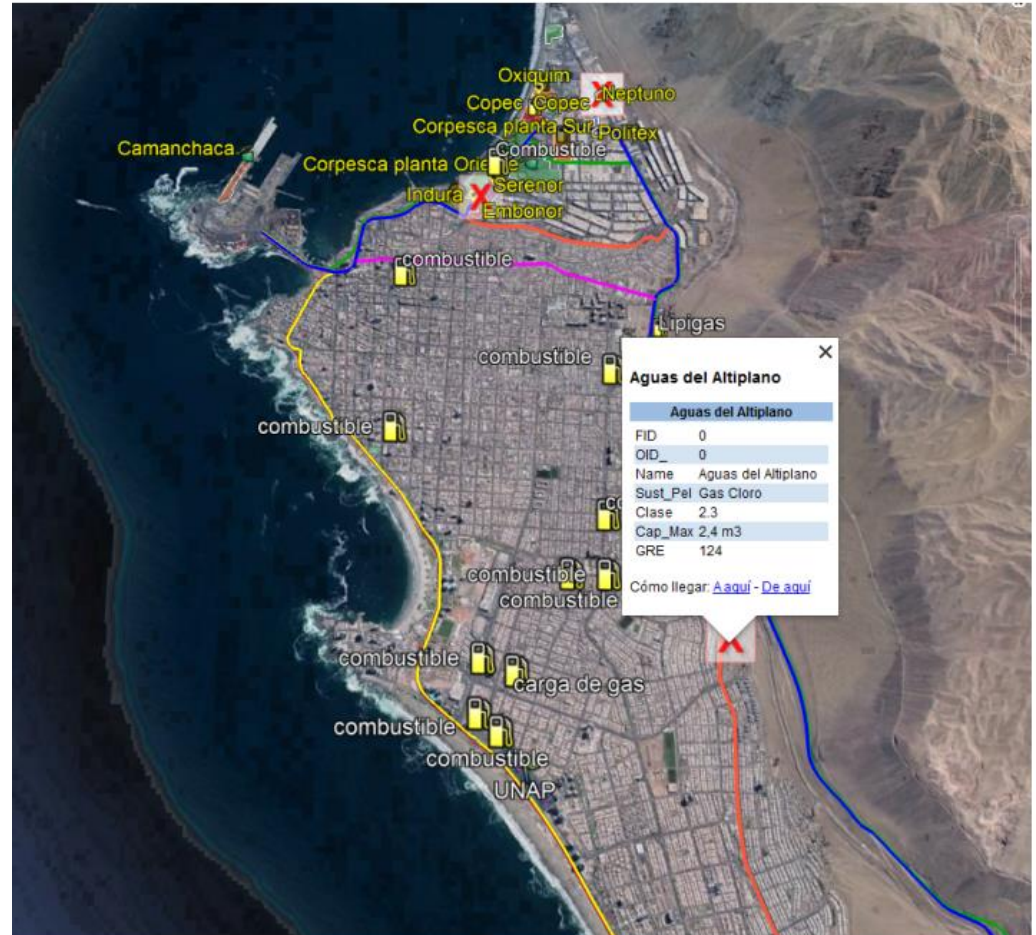 Oxiquim
Neptuno
Copec Copec
Corpesca planta Sur Politex
Combustible
Camanchaca
Corpesca planta Oriente
Serenor
Indura
Embonor
combustible
Lipigas
combustible
combustible
Aguas del Altiplano
Aguas del Altiplano
FID 0
OID_ 0
Name Aguas del Altiplano
Sust_Pel Gas Cloro
Clase 2.3
Cap_Max 2,4 m3
GRE 124
Cómo llegar: A aquí - De aquí
combustible
combustible
combustible
carga de gas
combustible
combustible
UNAP